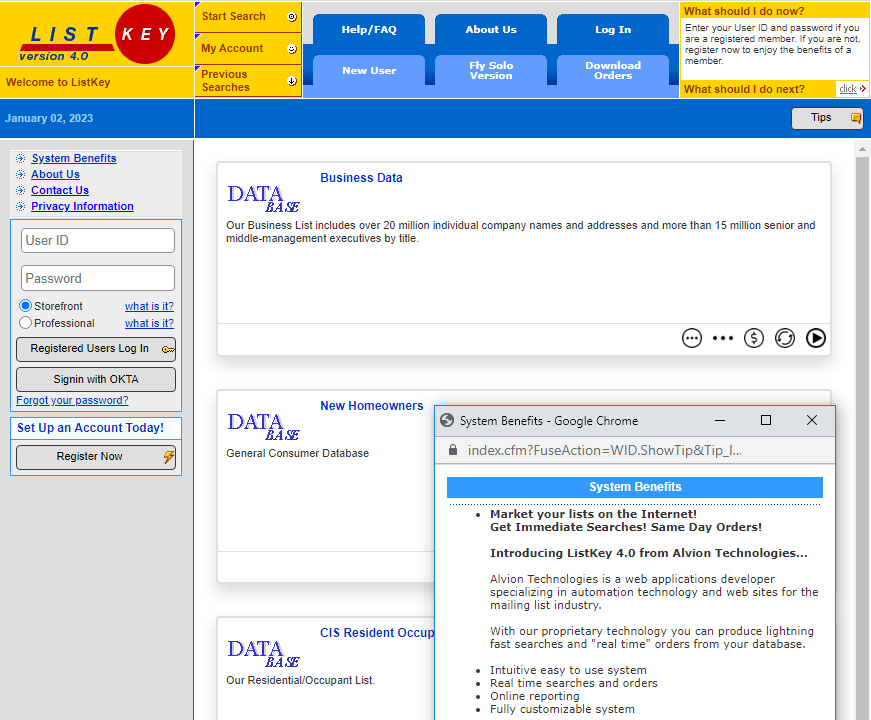 LIST KEY
version 4.0
Welcome to ListKey
Start Search
My Account
Previous
Searches
Help/FAQ
About Us
Log In
New User
Fly Solo
Version
Download
Orders
What should I do now?
Enter your User ID and password if you
are a registered member. If you are not,
register now to enjoy the benefits of a
member.
What should I do next?
click
January 02, 2023
Tips
System Benefits
About Us
Contact Us
Privacy Information
User ID
Password
Storefront what is it?
Professional what is it?
Registered Users Log In
Signin with OKTA
Forgot your password?
Set Up an Account Today!
Register Now
Business Data
DATA
BASE
Our Business List includes over 20 million individual company names and addresses and more than 15 million senior and
middle-management executives by title.
$
New Homeowners
DATA
BASE
General Consumer Database
CIS Resident Occup
DATA
BASE
Our Residential/Occupant List.
System Benefits - Google Chrome
index.cfm?FuseAction=WID.ShowTip&Tip_I...
System Benefits
• Market your lists on the Internet!
Get Immediate Searches! Same Day Orders!
Introducing ListKey 4.0 from Alvion Technologies...
Alvion Technologies is a web applications developer
specializing in automation technology and web sites for the
mailing list industry.
With our proprietary technology you can produce lightning
fast searches and "real time" orders from your database.
• Intuitive easy to use system
• Real time searches and orders
• Online reporting
• Fully customizable system